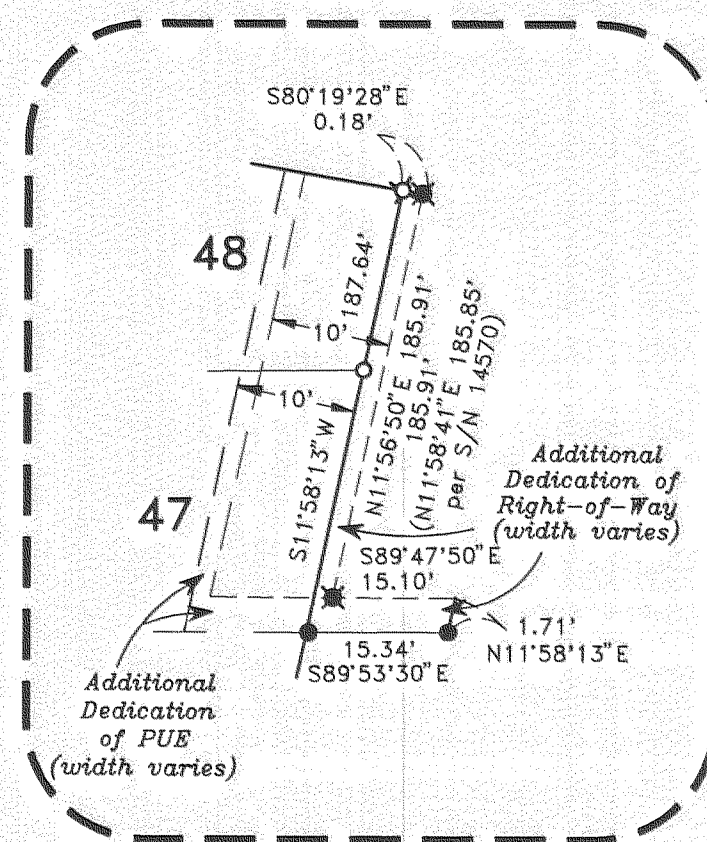 S80°19'28"E
0.18'
48
187.64'
10'
10'
N11°56'50"E 185.91'
185.91'
(N11°58'41"E 185.85'
per S/N 14570)
S11°58'13"W
47
Additional
Dedication of
Right-of-Way
(width varies)
S89°47'50"E
15.10'
1.71'
N11°58'13"E
15.34'
S89°53'30"E
Additional
Dedication
of PUE
(width varies)